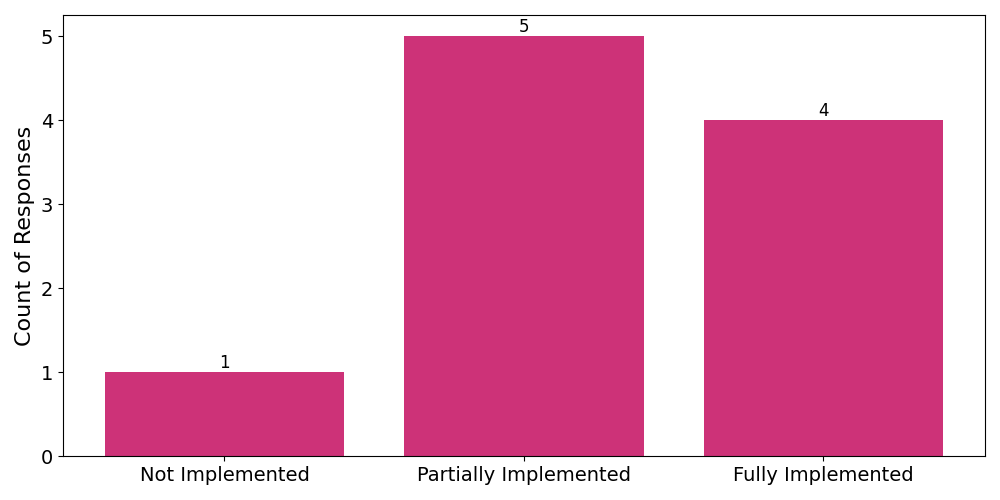 5
4
3
2
1
0
Count of Responses
1
5
4
Not Implemented
Partially Implemented
Fully Implemented